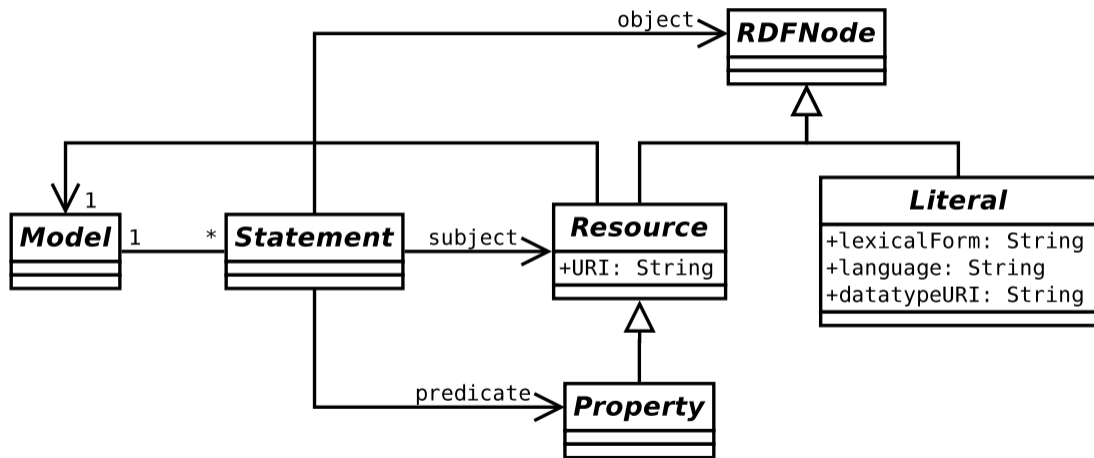 object
RDFNode
1
Model
1
*
Statement
subject
Resource
+URI: String
Literal
+lexicalForm: String
+language: String
+datatypeURI: String
predicate
Property